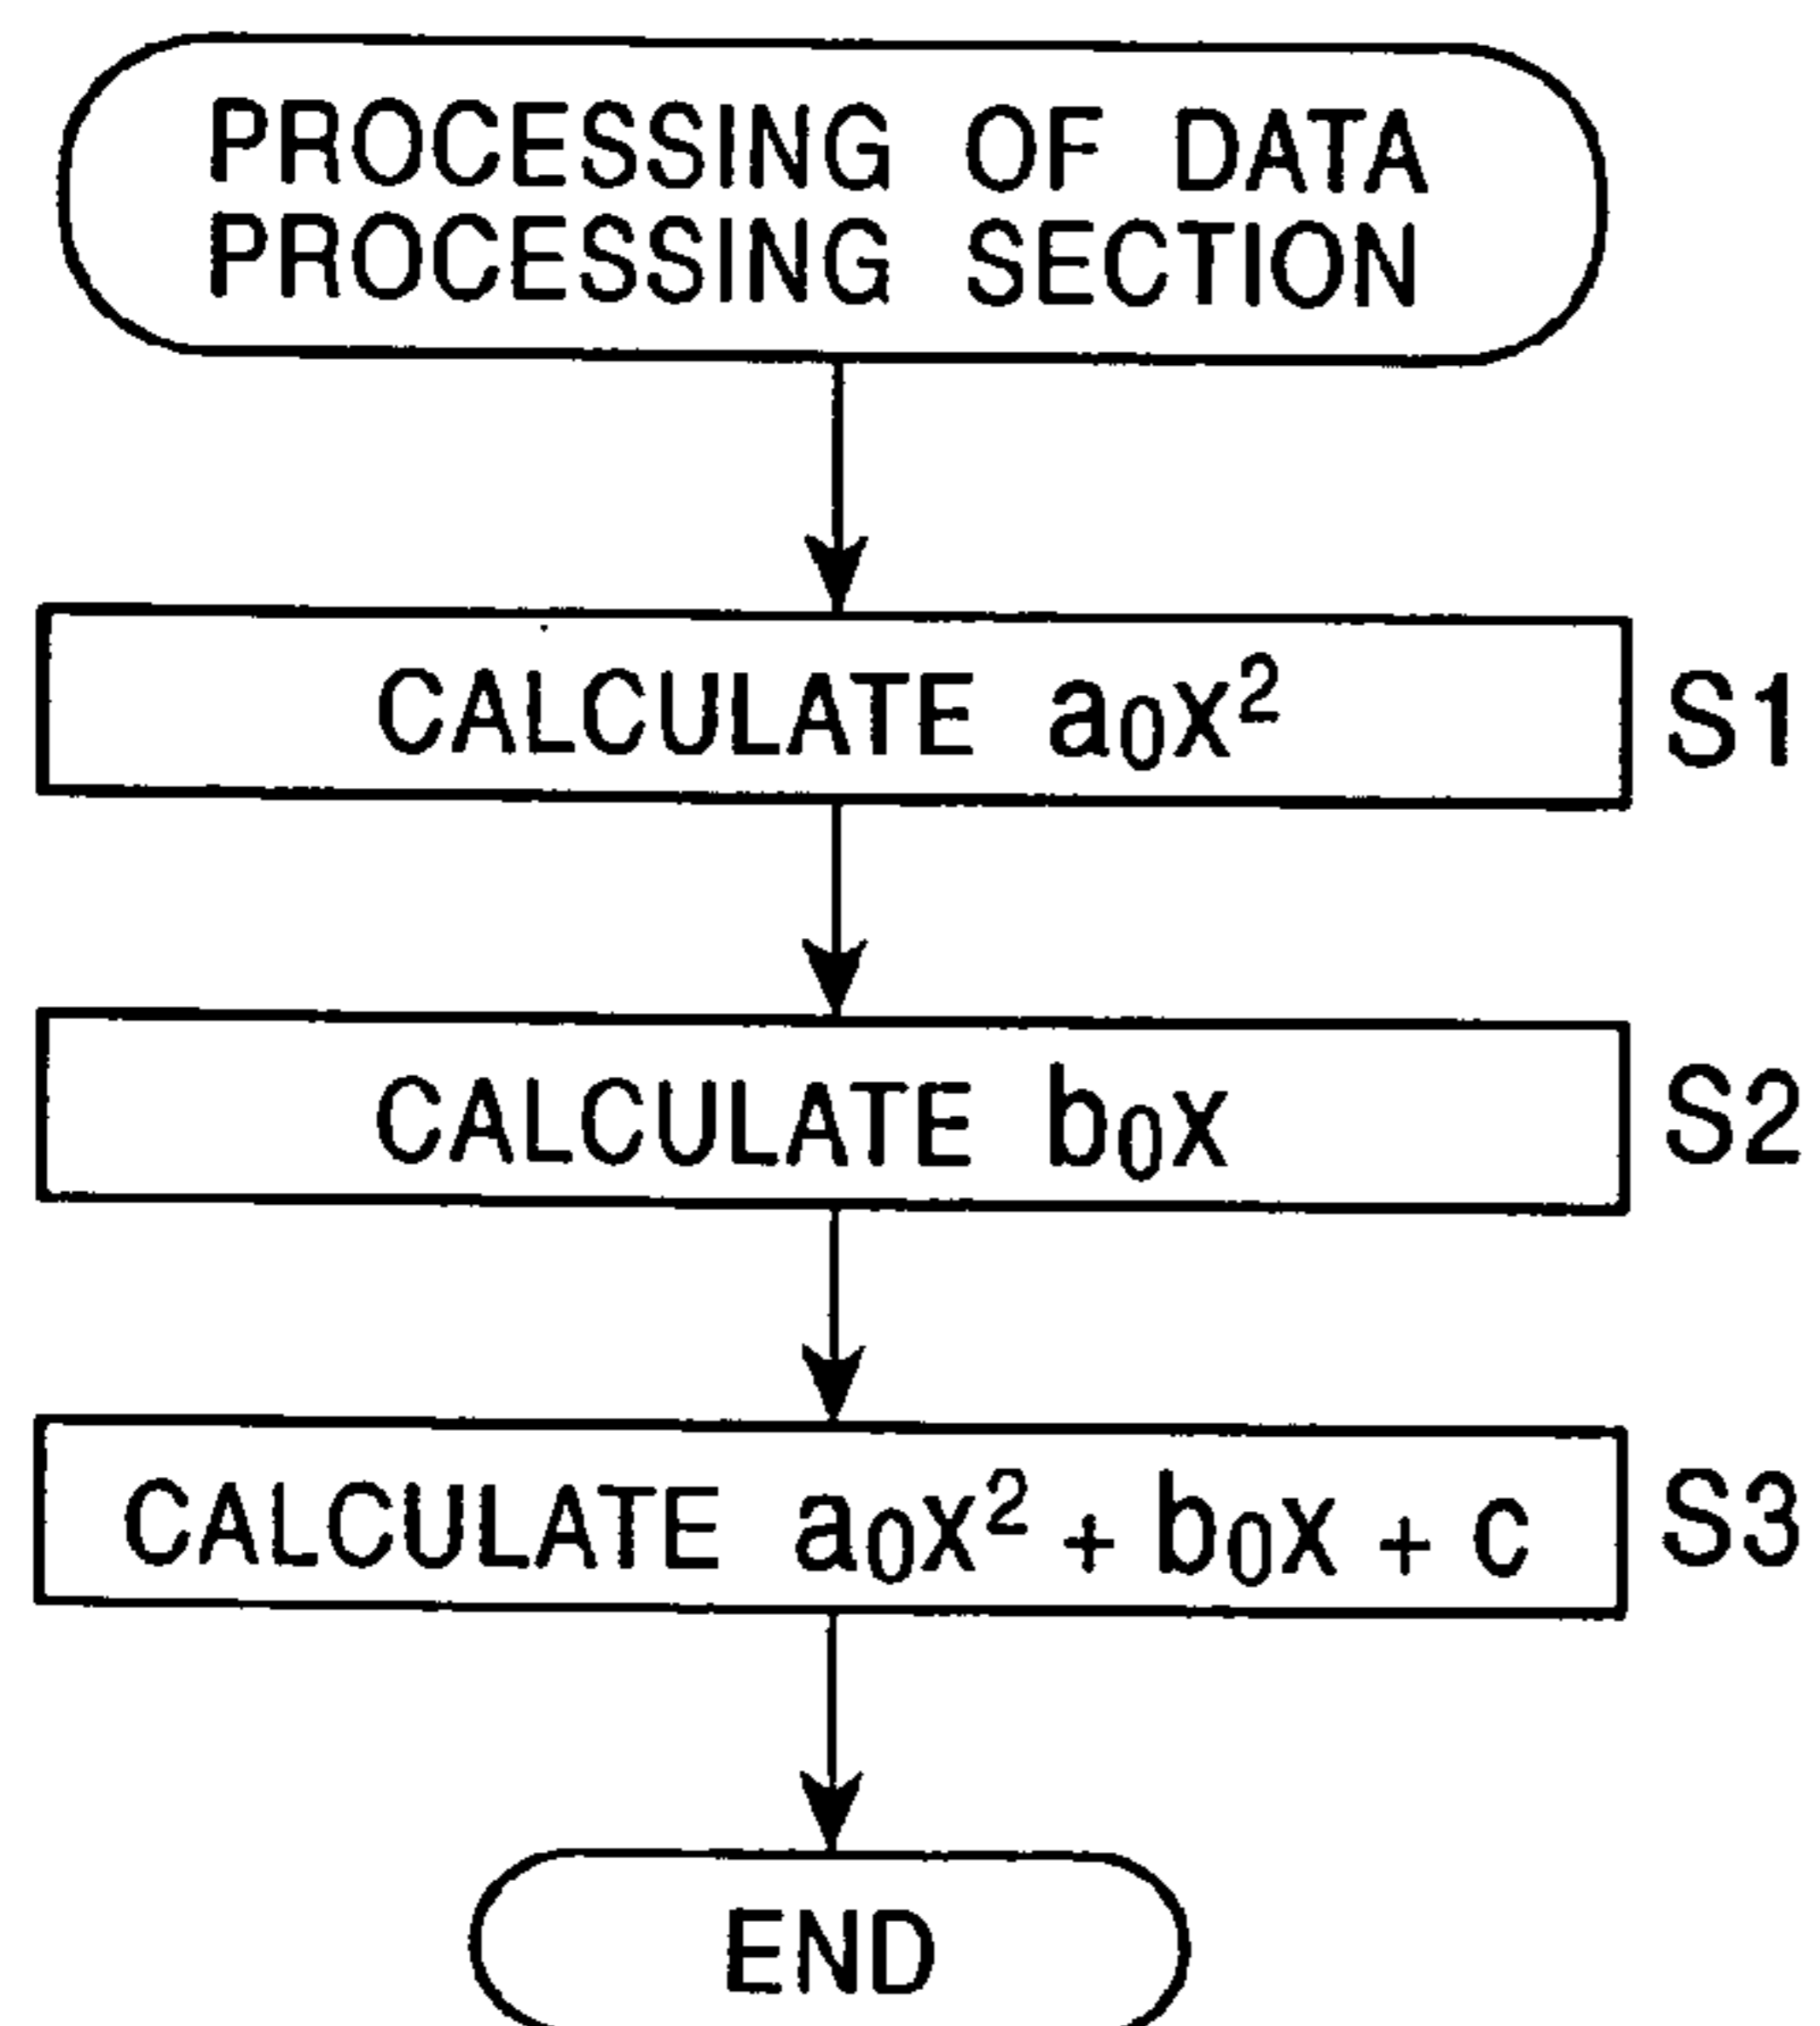 PROCESSING OF DATA
PROCESSING SECTION
CALCULATE a₀x² S1
CALCULATE b₀x S2
CALCULATE a₀x² + b₀x + c S3
END